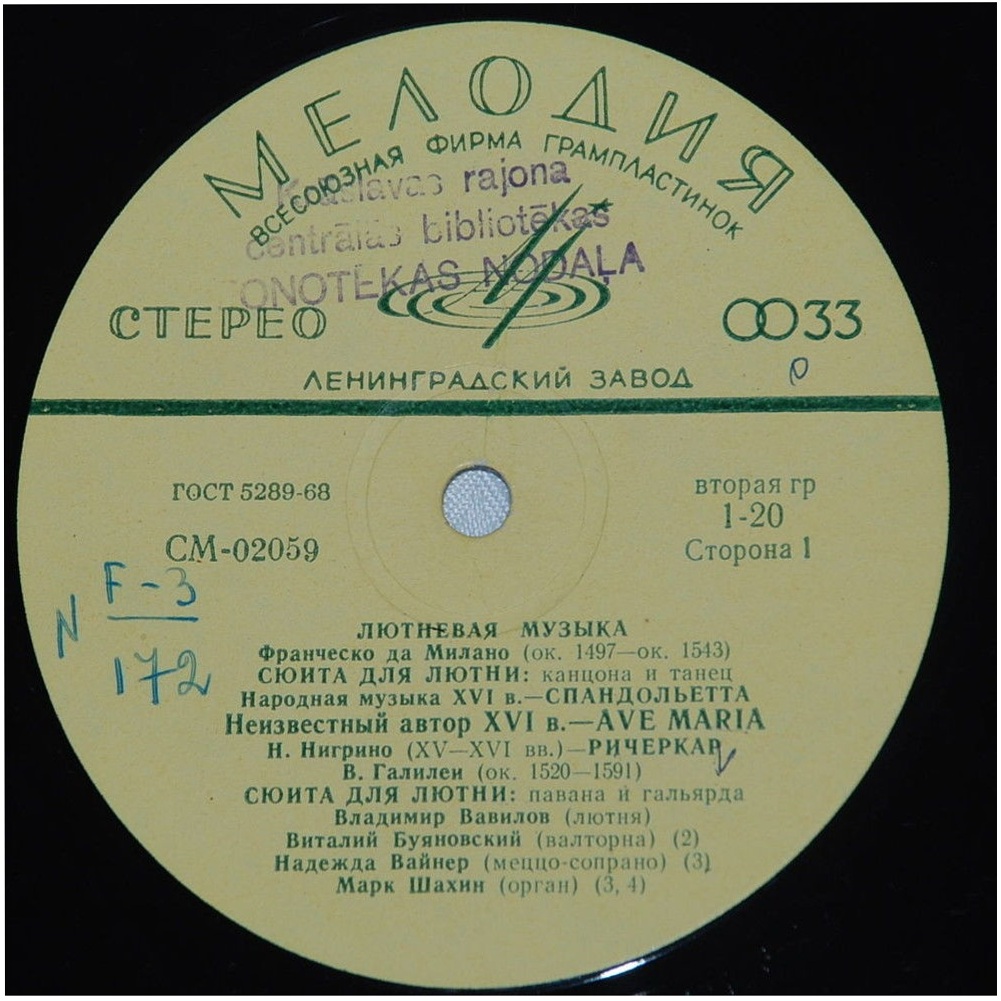 МЕЛОДИЯ
ВСЕСОЮЗНАЯ ФИРМА ГРАМПЛАСТИНОК
rajona
centrālās bibliotēkas
FONOTĒKAS NODAĻA
СТЕРЕО
33
ЛЕНИНГРАДСКИЙ ЗАВОД
ГОСТ 5289-68
вторая гр
1-20
СМ-02059
Сторона 1
N F-3
172
ЛЮТНЕВАЯ МУЗЫКА
Франческо да Милано (ок. 1497—ок. 1543)
СЮИТА ДЛЯ ЛЮТНИ: канцона и танец
Народная музыка XVI в.—СПАНДОЛЬЕТТА
Неизвестный автор XVI в.—AVE MARIA
Н. Нигрино (XV—XVI вв.)—РИЧЕРКАР
В. Галилеи (ок. 1520—1591)
СЮИТА ДЛЯ ЛЮТНИ: павана и гальярда
Владимир Вавилов (лютня)
Виталий Буяновский (валторна) (2)
Надежда Вайнер (меццо-сопрано) (3)
Марк Шахин (орган) (3, 4)